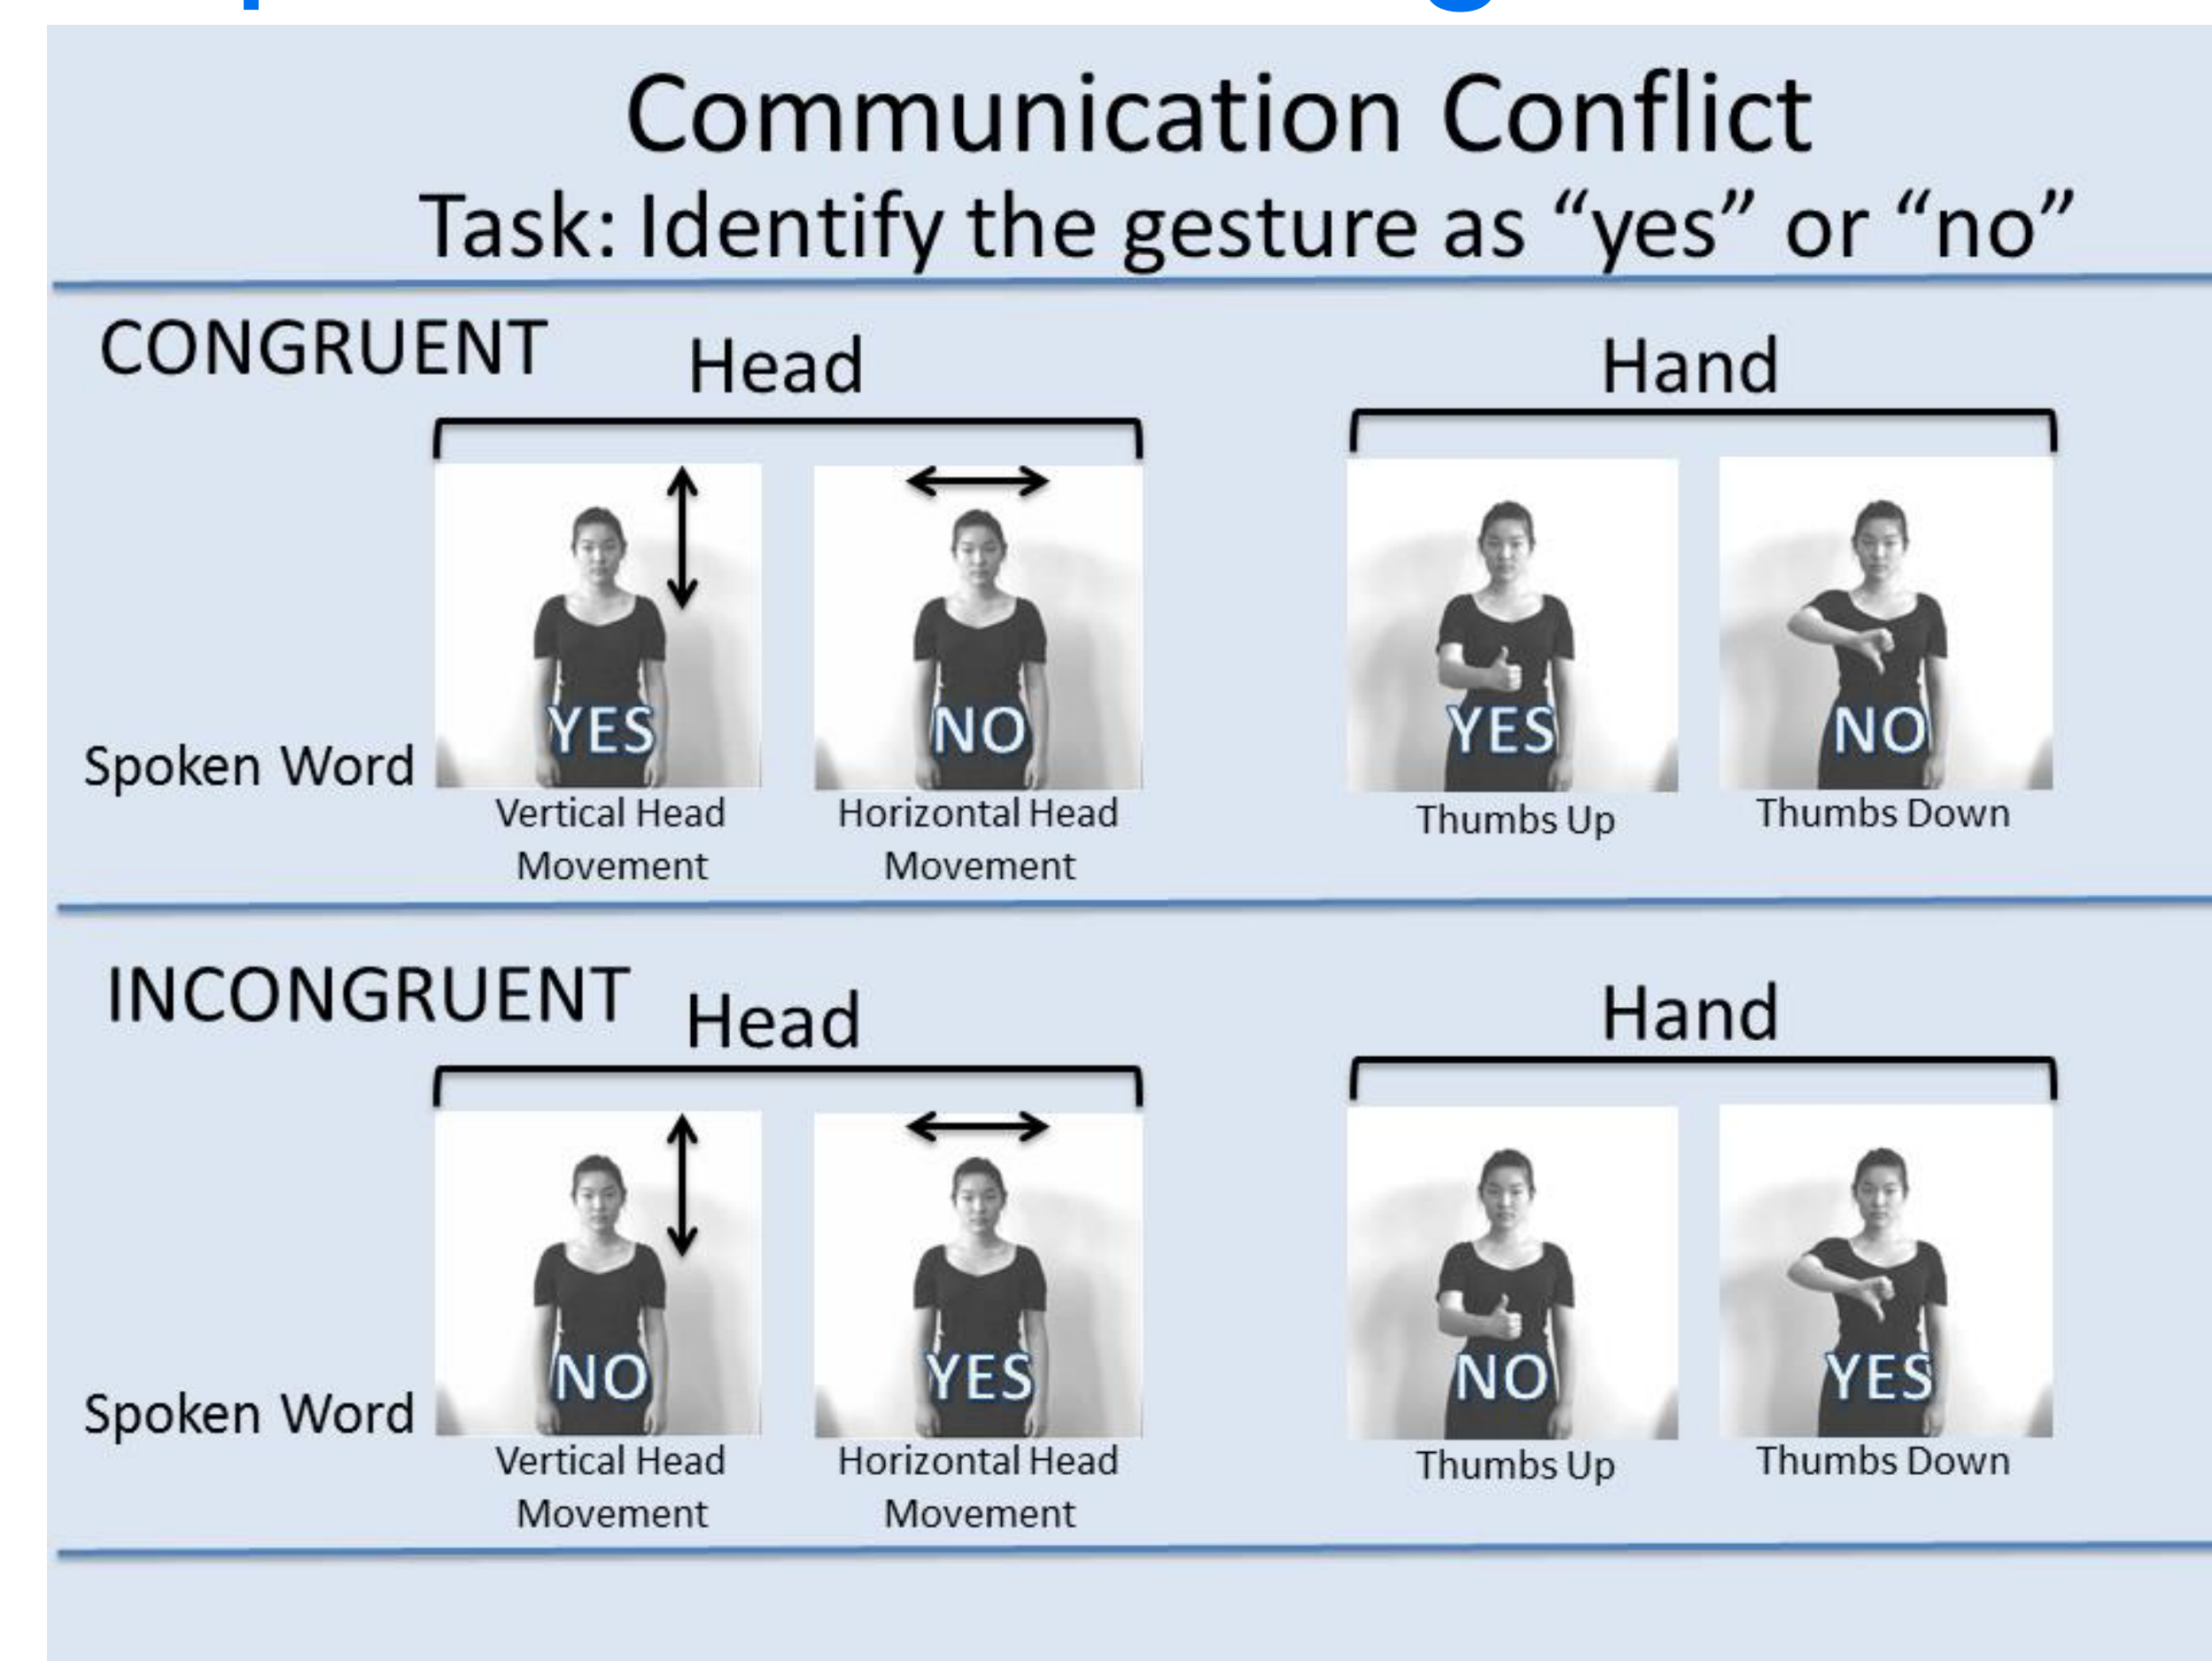 Communication Conflict
Task: Identify the gesture as “yes” or “no”
CONGRUENT
Head
Hand
Spoken Word
YES
NO
YES
NO
Vertical Head
Movement
Horizontal Head
Movement
Thumbs Up
Thumbs Down
INCONGRUENT
Head
Hand
Spoken Word
NO
YES
NO
YES
Vertical Head
Movement
Horizontal Head
Movement
Thumbs Up
Thumbs Down